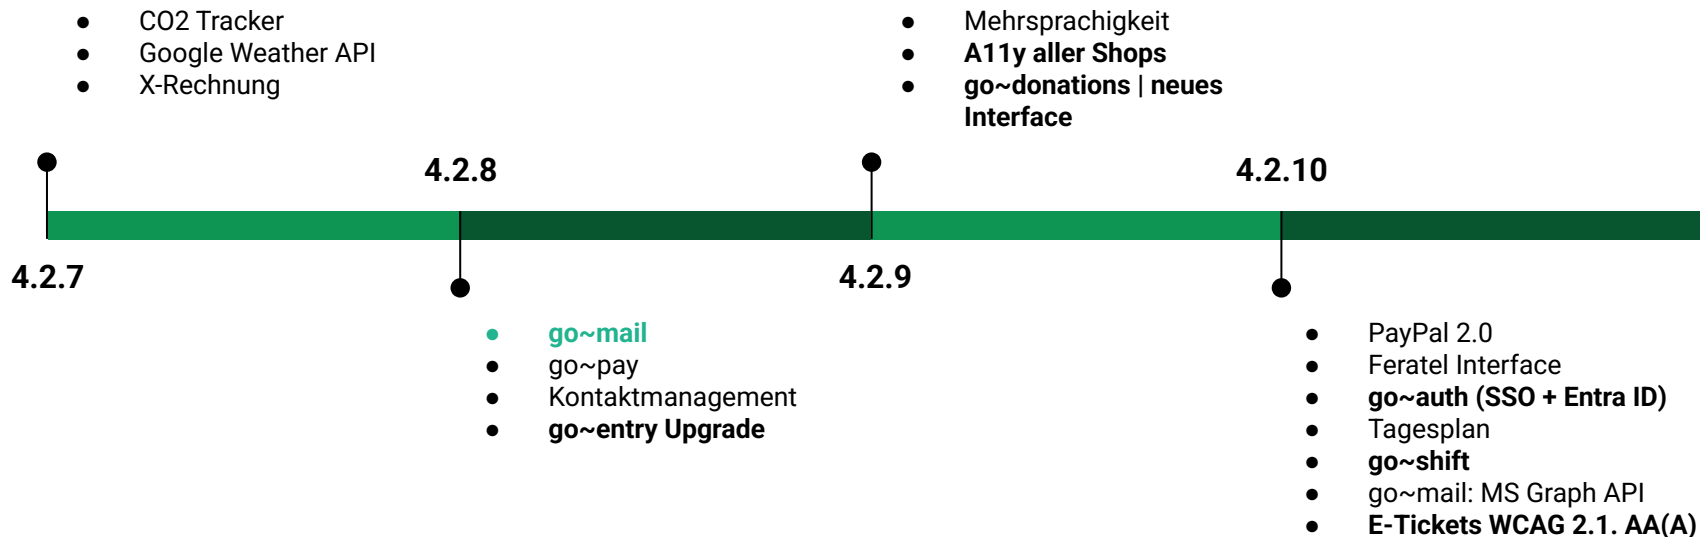 ● CO2 Tracker
● Google Weather API
● X-Rechnung
● Mehrsprachigkeit
● A11y aller Shops
● go~donations | neues
Interface
4.2.8
4.2.10
4.2.7
4.2.9
● go~mail
● go~pay
● Kontaktmanagement
● go~entry Upgrade
● PayPal 2.0
● Feratel Interface
● go~auth (SSO + Entra ID)
● Tagesplan
● go~shift
● go~mail: MS Graph API
● E-Tickets WCAG 2.1. AA(A)